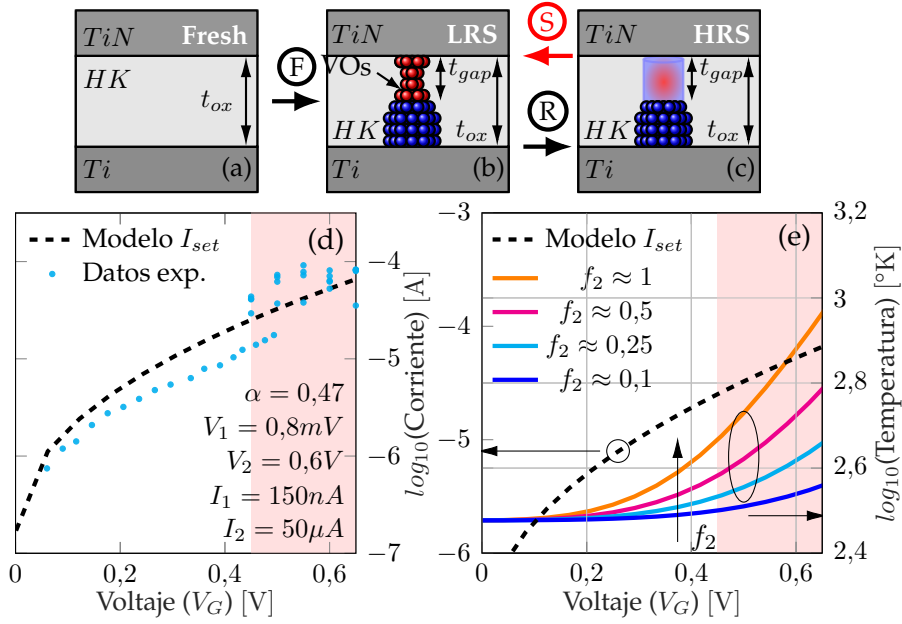 TiN Fresh
HK
t_ox
Ti (a)
F
TiN LRS
VOs
t_gap
HK
t_ox
Ti (b)
S
R
TiN HRS
t_gap
HK
t_ox
Ti (c)
(d)
Modelo I_set
Datos exp.
α = 0,47
V_1 = 0,8mV
V_2 = 0,6V
I_1 = 150nA
I_2 = 50μA
−3
−4
−5
−6
−7
log_10(Corriente) [A]
0 0,2 0,4 0,6
Voltaje (V_G) [V]
(e)
Modelo I_set
f_2 ≈ 1
f_2 ≈ 0,5
f_2 ≈ 0,25
f_2 ≈ 0,1
f_2
−3
−4
−5
−6
3,2
3
2,8
2,6
2,4
log_10(Temperatura) [°K]
0 0,2 0,4 0,6
Voltaje (V_G) [V]